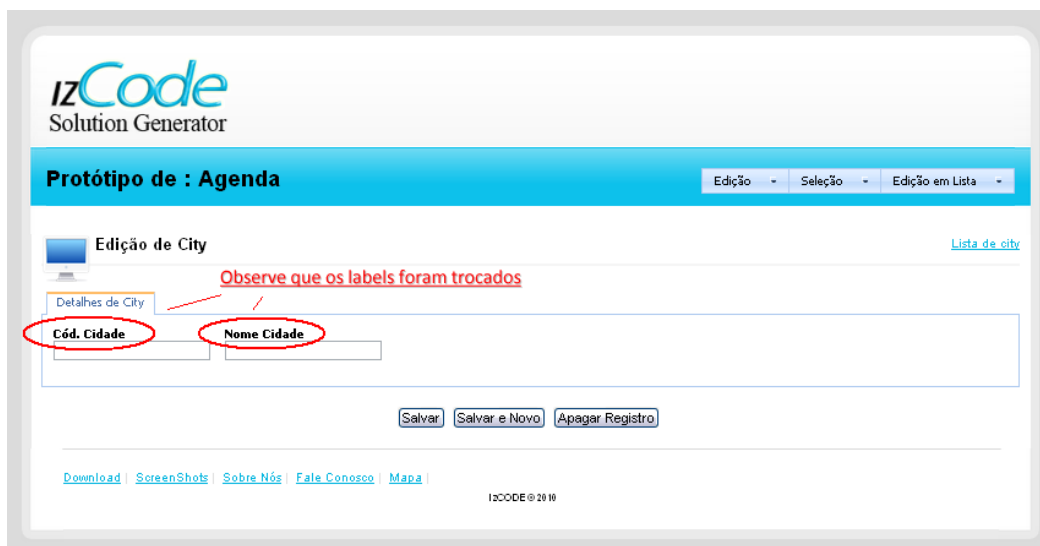 IZCode
Solution Generator
Protótipo de : Agenda
Edição Seleção Edição em Lista
Edição de City
Lista de city
Observe que os labels foram trocados
Detalhes de City
Cód. Cidade Nome Cidade
Salvar Salvar e Novo Apagar Registro
Download | ScreenShots | Sobre Nós | Fale Conosco | Mapa |
IzCODE © 2010